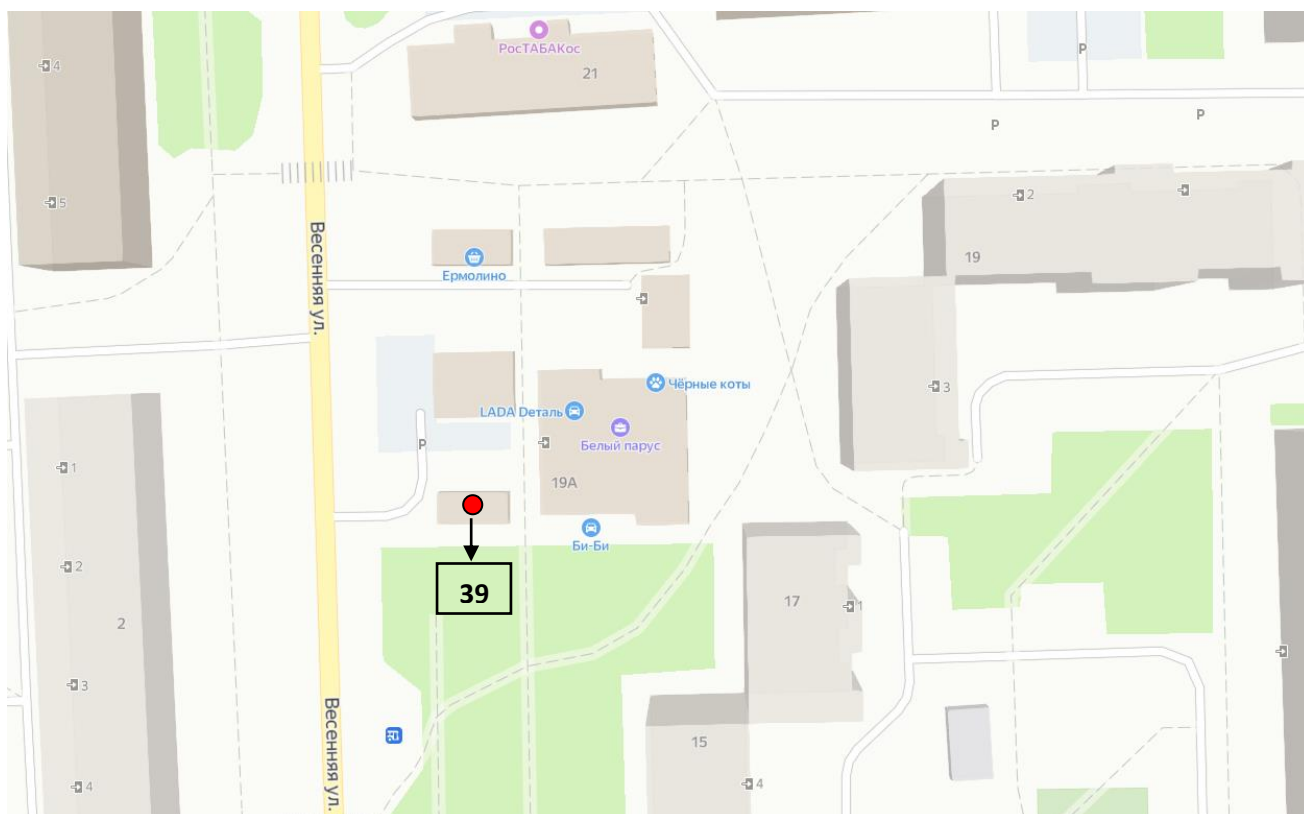 РосТАБАКос
21
4
P
P
P
5
2
Весенняя ул.
19
Ермолино
3
Чёрные коты
LADA Dеталь
Белый парус
P
1
19А
Би-Би
2
39
17
1
2
3
15
Весенняя ул.
4
4